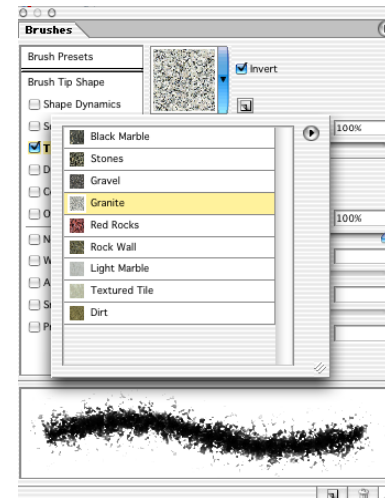 Brushes
Brush Presets
Invert
Brush Tip Shape
Shape Dynamics
100%
Black Marble
Stones
Gravel
Granite
100%
Red Rocks
Rock Wall
Light Marble
Textured Tile
Dirt